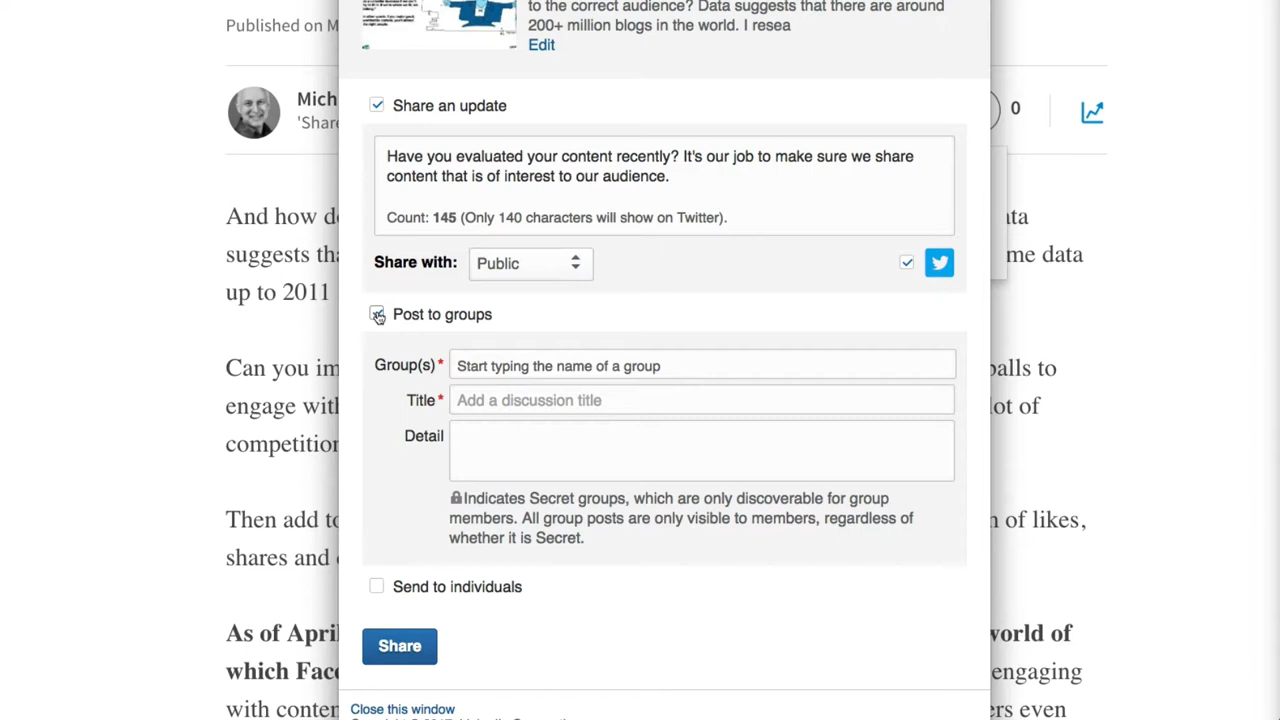 to the correct audience? Data suggests that there are around
Published on M
200+ million blogs in the world. I resea
Edit
Mich
'Share
Share an update
0
Have you evaluated your content recently? It's our job to make sure we share
content that is of interest to our audience.
Count: 145 (Only 140 characters will show on Twitter).
And how d
ata
suggests tha
me data
up to 2011
Share with:
Public
Post to groups
Group(s)*
Start typing the name of a group
Title*
Add a discussion title
Detail
Can you im
balls to
engage with
lot of
competition
Indicates Secret groups, which are only discoverable for group
members. All group posts are only visible to members, regardless of
whether it is Secret.
Then add to
n of likes,
shares and
Send to individuals
Share
As of April
world of
which Face
engaging
with conten
ers even
Close this window